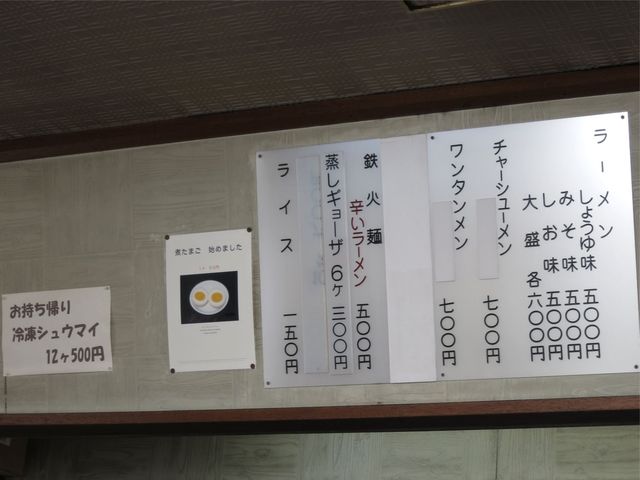 ラーメン
しょうゆ味 五〇〇円
みそ味 五〇〇円
しお味 五〇〇円
大盛 各六〇〇円
チャーシューメン 七〇〇円
ワンタンメン 七〇〇円
鉄火麺 五〇〇円
辛いラーメン
蒸しギョーザ 6ヶ 三〇〇円
ライス 一五〇円
煮たまご 始めました
お持ち帰り
冷凍シュウマイ
12ヶ500円